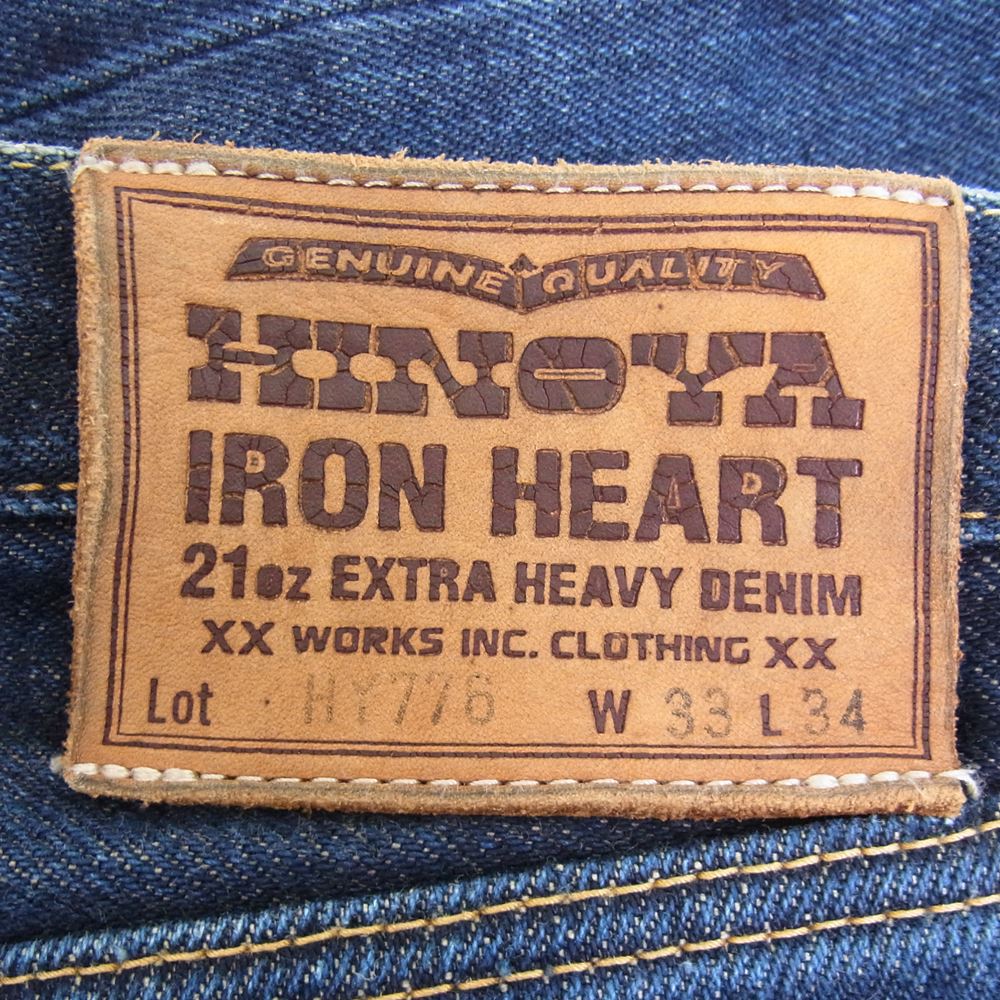 GENUINE QUALITY
HINOYA
IRON HEART
21oz EXTRA HEAVY DENIM
XX WORKS INC. CLOTHING XX
Lot HY776 W 33 L 34